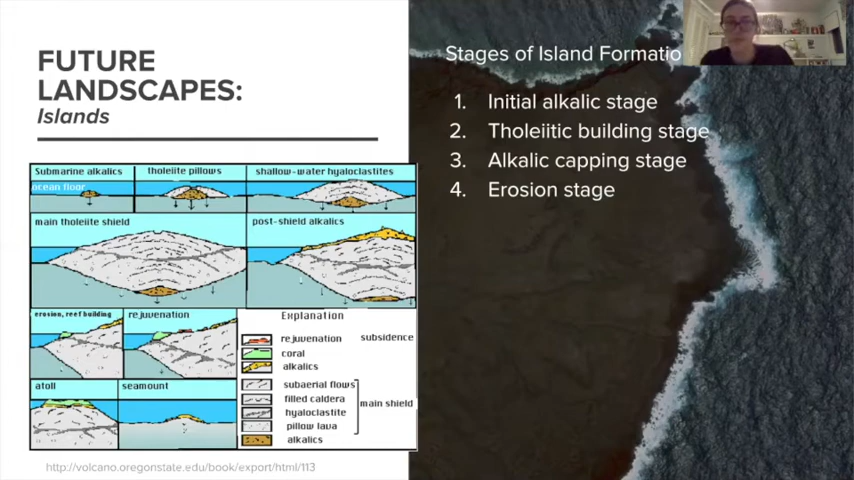 FUTURE
LANDSCAPES:
Islands
Submarine alkalics
tholeiite pillows
shallow-water hyaloclastites
ocean floor
main tholeiite shield
post-shield alkalics
erosion, reef building
rejuvenation
Explanation
rejuvenation
subsidence
coral
alkalics
atoll
seamount
subaerial flows
filled caldera
main shield
hyaloclastite
pillow lava
alkalics
http://volcano.oregonstate.edu/book/export/html/113
Stages of Island Formatio
1. Initial alkalic stage
2. Tholeiitic building stage
3. Alkalic capping stage
4. Erosion stage